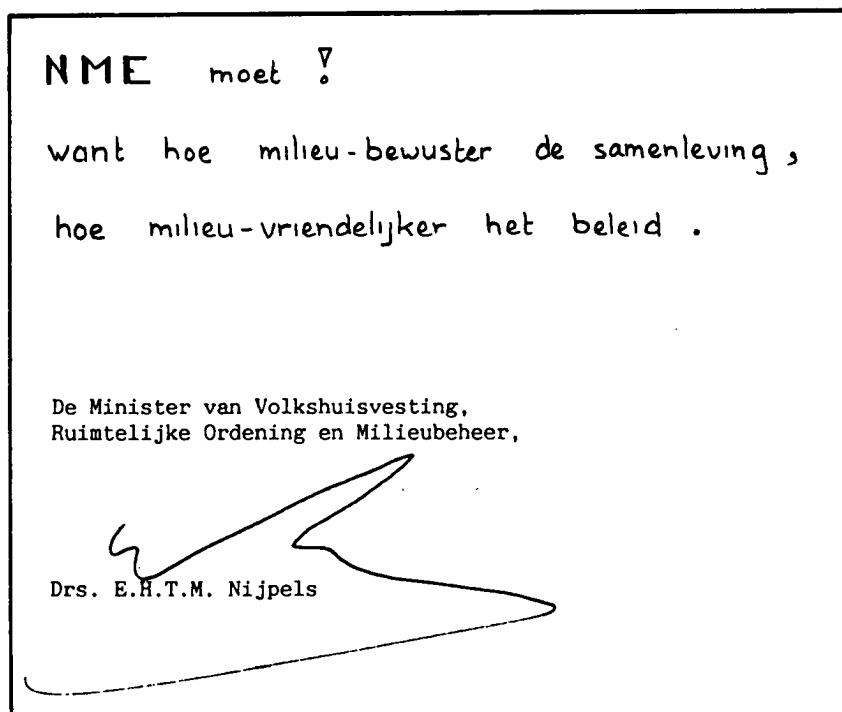 NME moet !
want hoe milieu-bewuster de samenleving,
hoe milieu-vriendelijker het beleid.
De Minister van Volkshuisvesting,
Ruimtelijke Ordening en Milieubeheer,
Drs. E.H.T.M. Nijpels